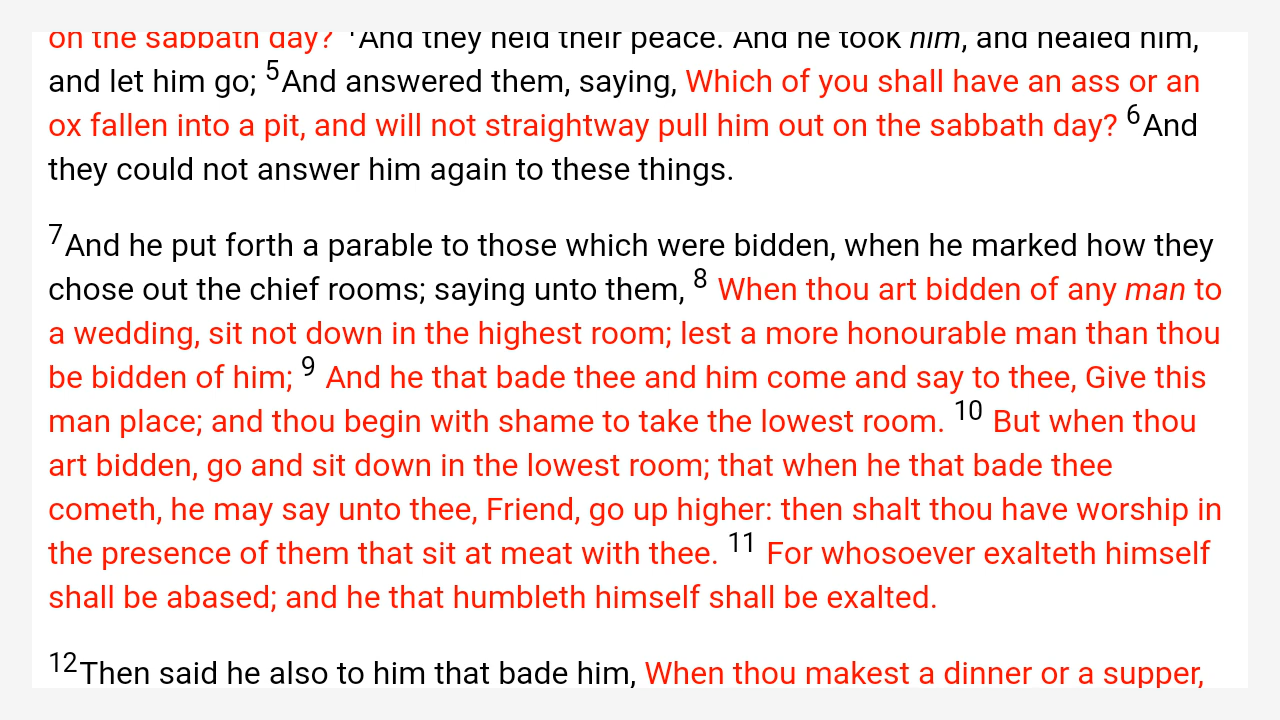 on the sabbath day? 4And they held their peace. And he took him, and healed him,
and let him go; 5And answered them, saying, Which of you shall have an ass or an
ox fallen into a pit, and will not straightway pull him out on the sabbath day? 6And
they could not answer him again to these things.
7And he put forth a parable to those which were bidden, when he marked how they
chose out the chief rooms; saying unto them, 8 When thou art bidden of any man to
a wedding, sit not down in the highest room; lest a more honourable man than thou
be bidden of him; 9 And he that bade thee and him come and say to thee, Give this
man place; and thou begin with shame to take the lowest room. 10 But when thou
art bidden, go and sit down in the lowest room; that when he that bade thee
cometh, he may say unto thee, Friend, go up higher: then shalt thou have worship in
the presence of them that sit at meat with thee. 11 For whosoever exalteth himself
shall be abased; and he that humbleth himself shall be exalted.
12Then said he also to him that bade him, When thou makest a dinner or a supper,